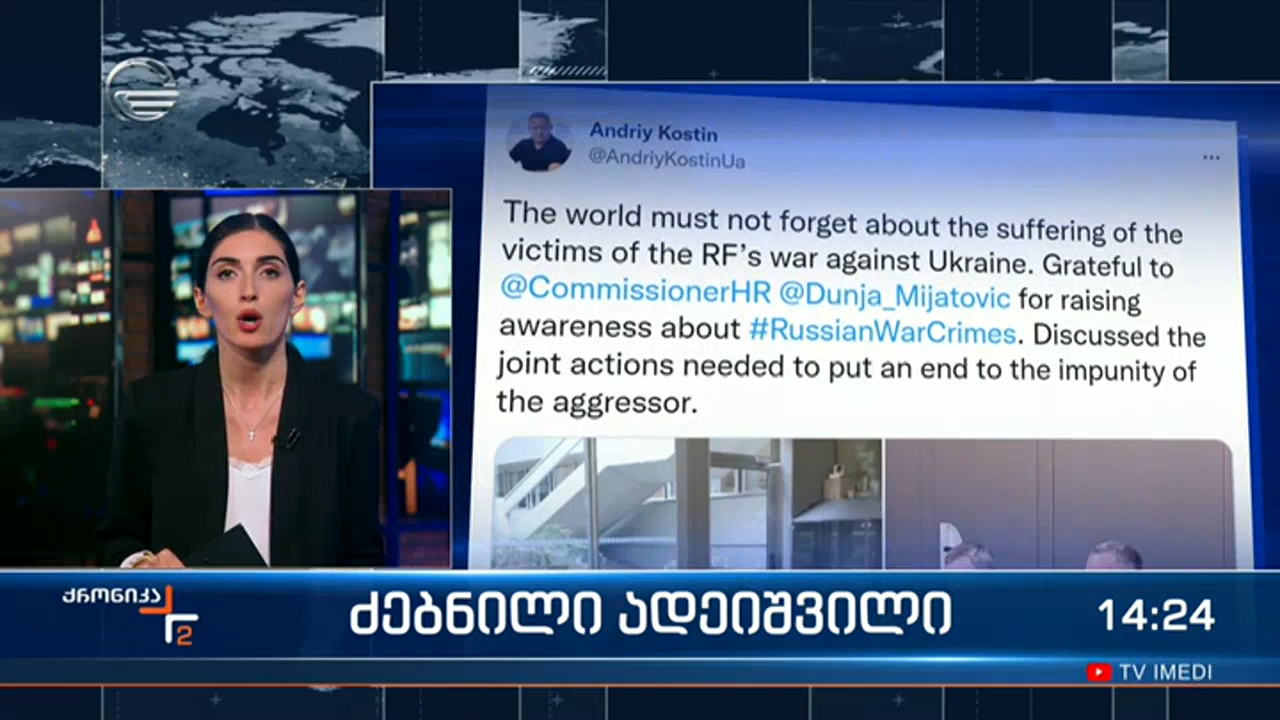 Andriy Kostin
@AndriyKostinUa
The world must not forget about the suffering of the
victims of the RF's war against Ukraine. Grateful to
@CommissionerHR @Dunja_Mijatovic for raising
awareness about #RussianWarCrimes. Discussed the
joint actions needed to put an end to the impunity of
the aggressor.
ქრონიკა
2
ძებნილი ადეიშვილი
14:24
TV IMEDI